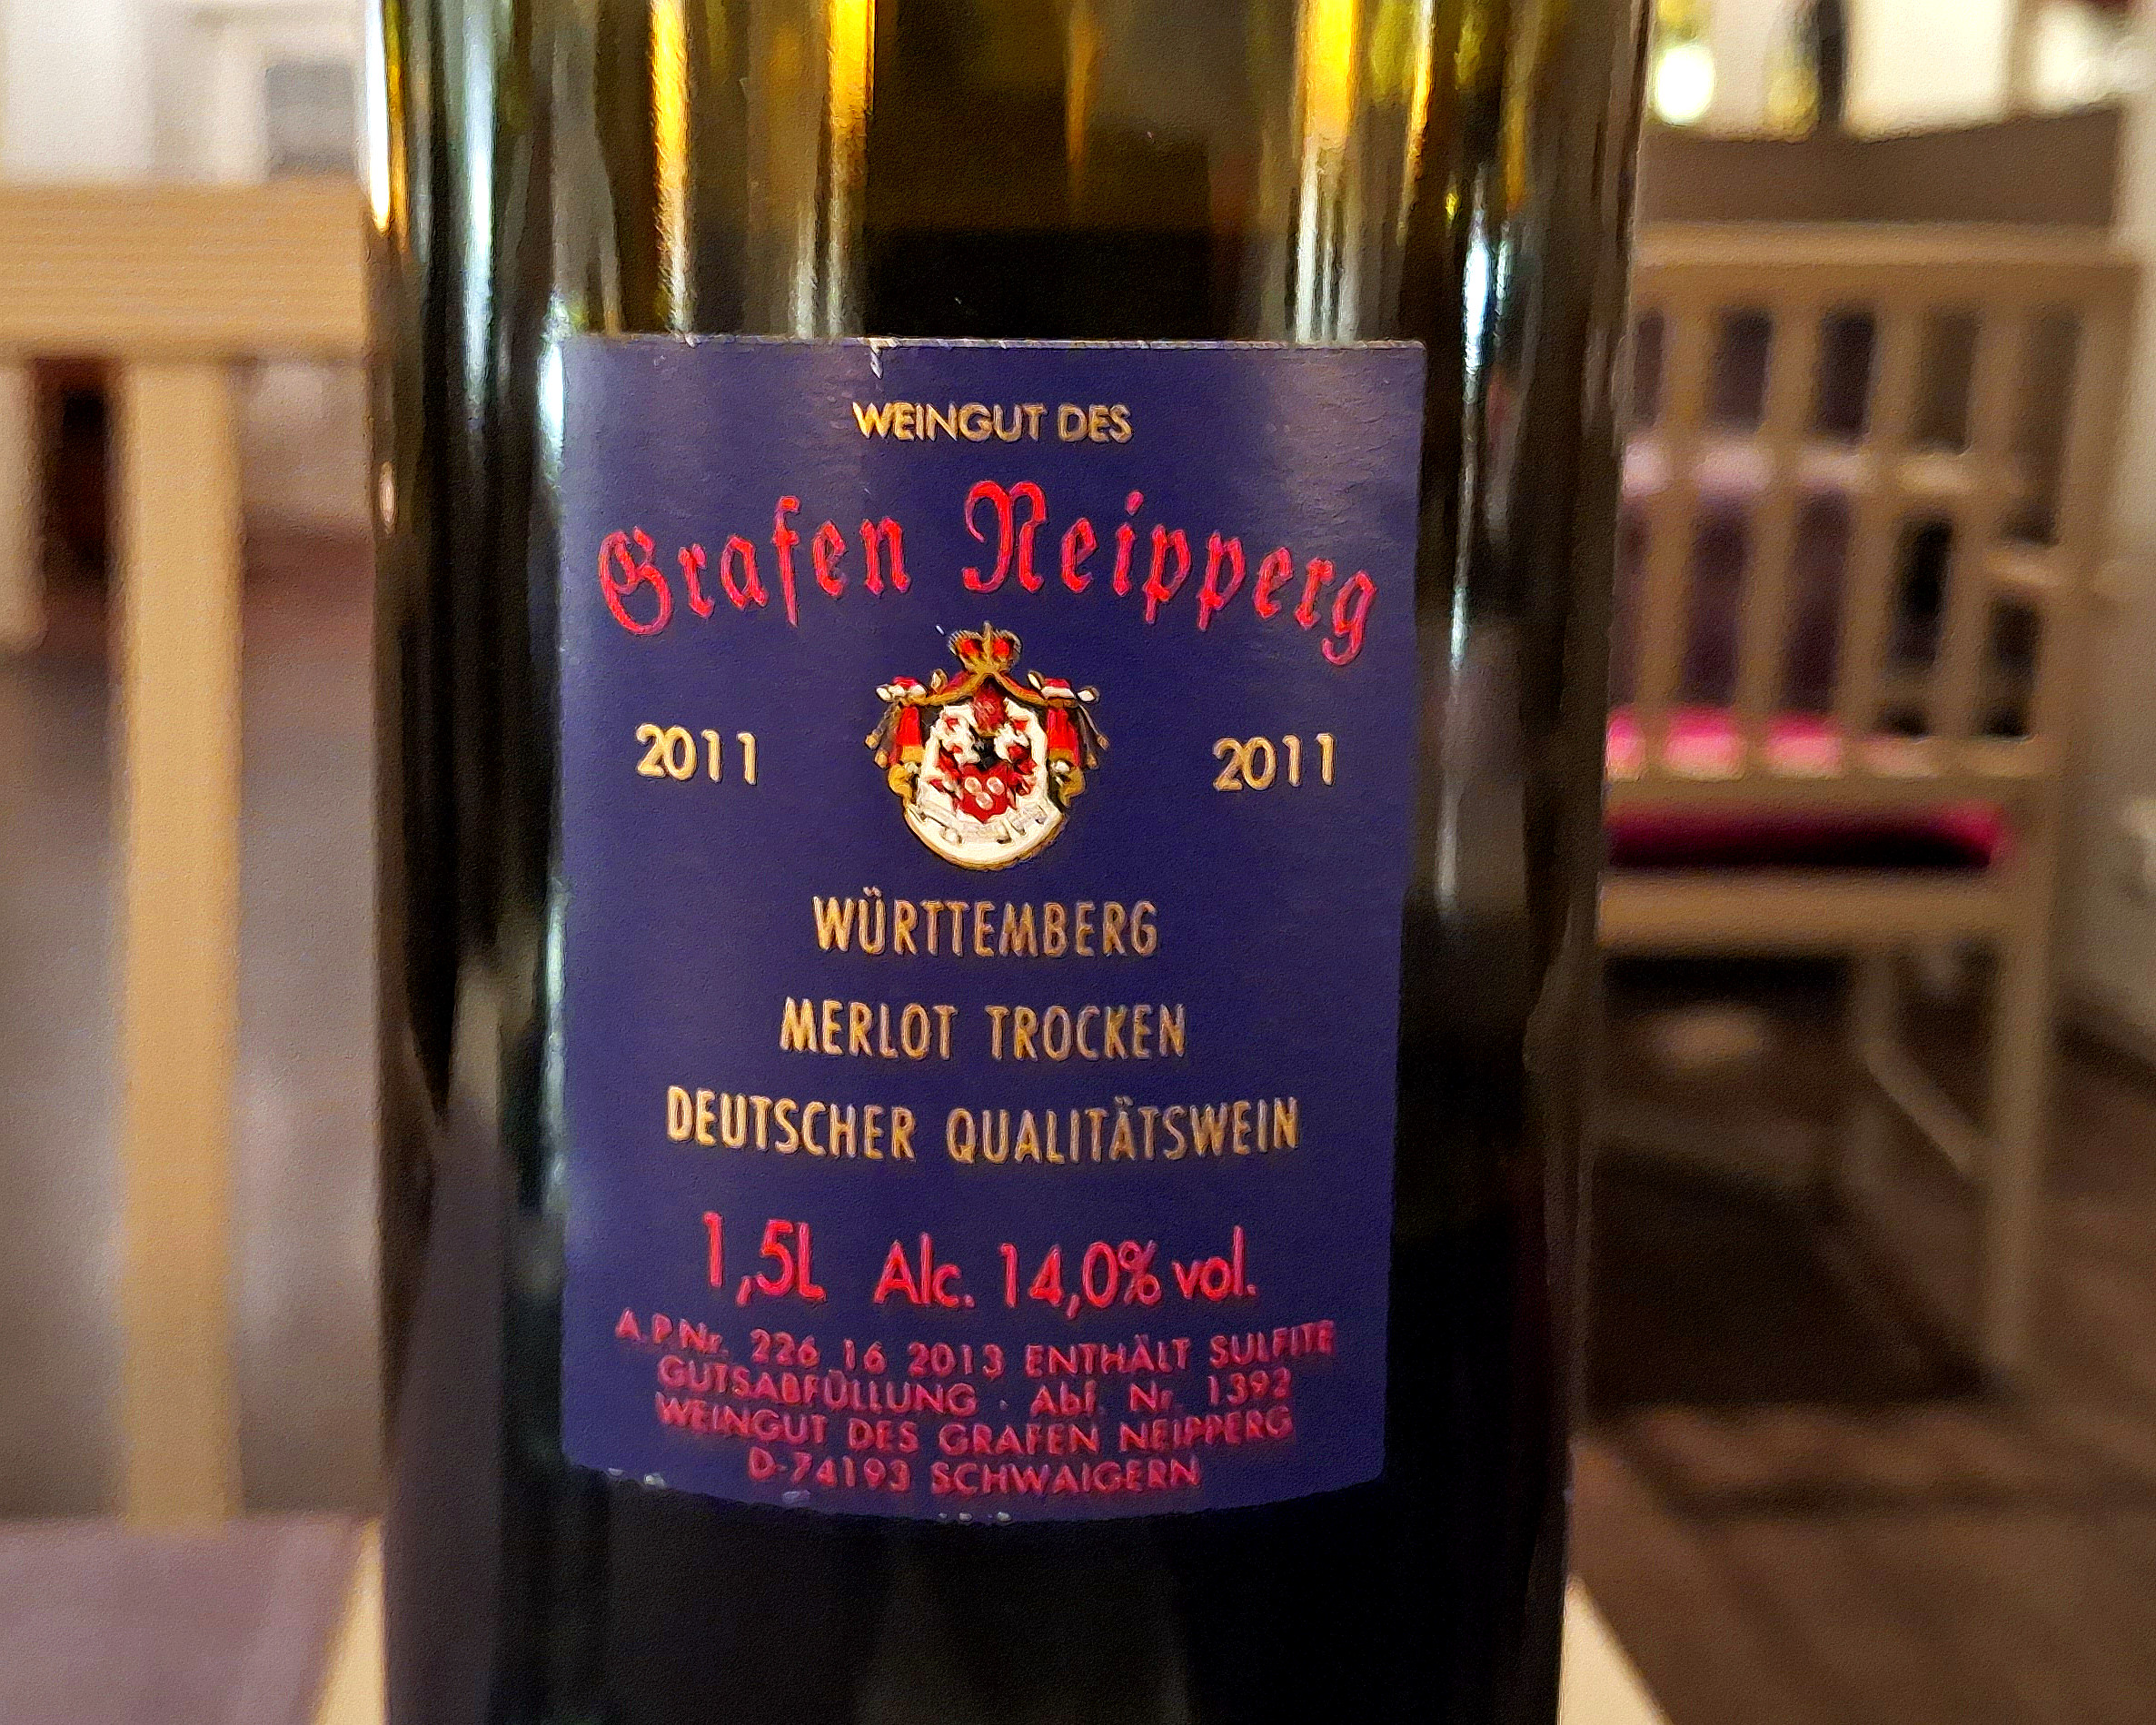 WEINGUT DES
Grafen Neipperg
2011 2011
WÜRTTEMBERG
MERLOT TROCKEN
DEUTSCHER QUALITÄTSWEIN
1,5L Alc. 14,0% vol.
A.P.Nr. 226 16 2013 ENTHÄLT SULFITE
GUTSABFÜLLUNG · Abf. Nr. 1392
WEINGUT DES GRAFEN NEIPPERG
D-74193 SCHWAIGERN